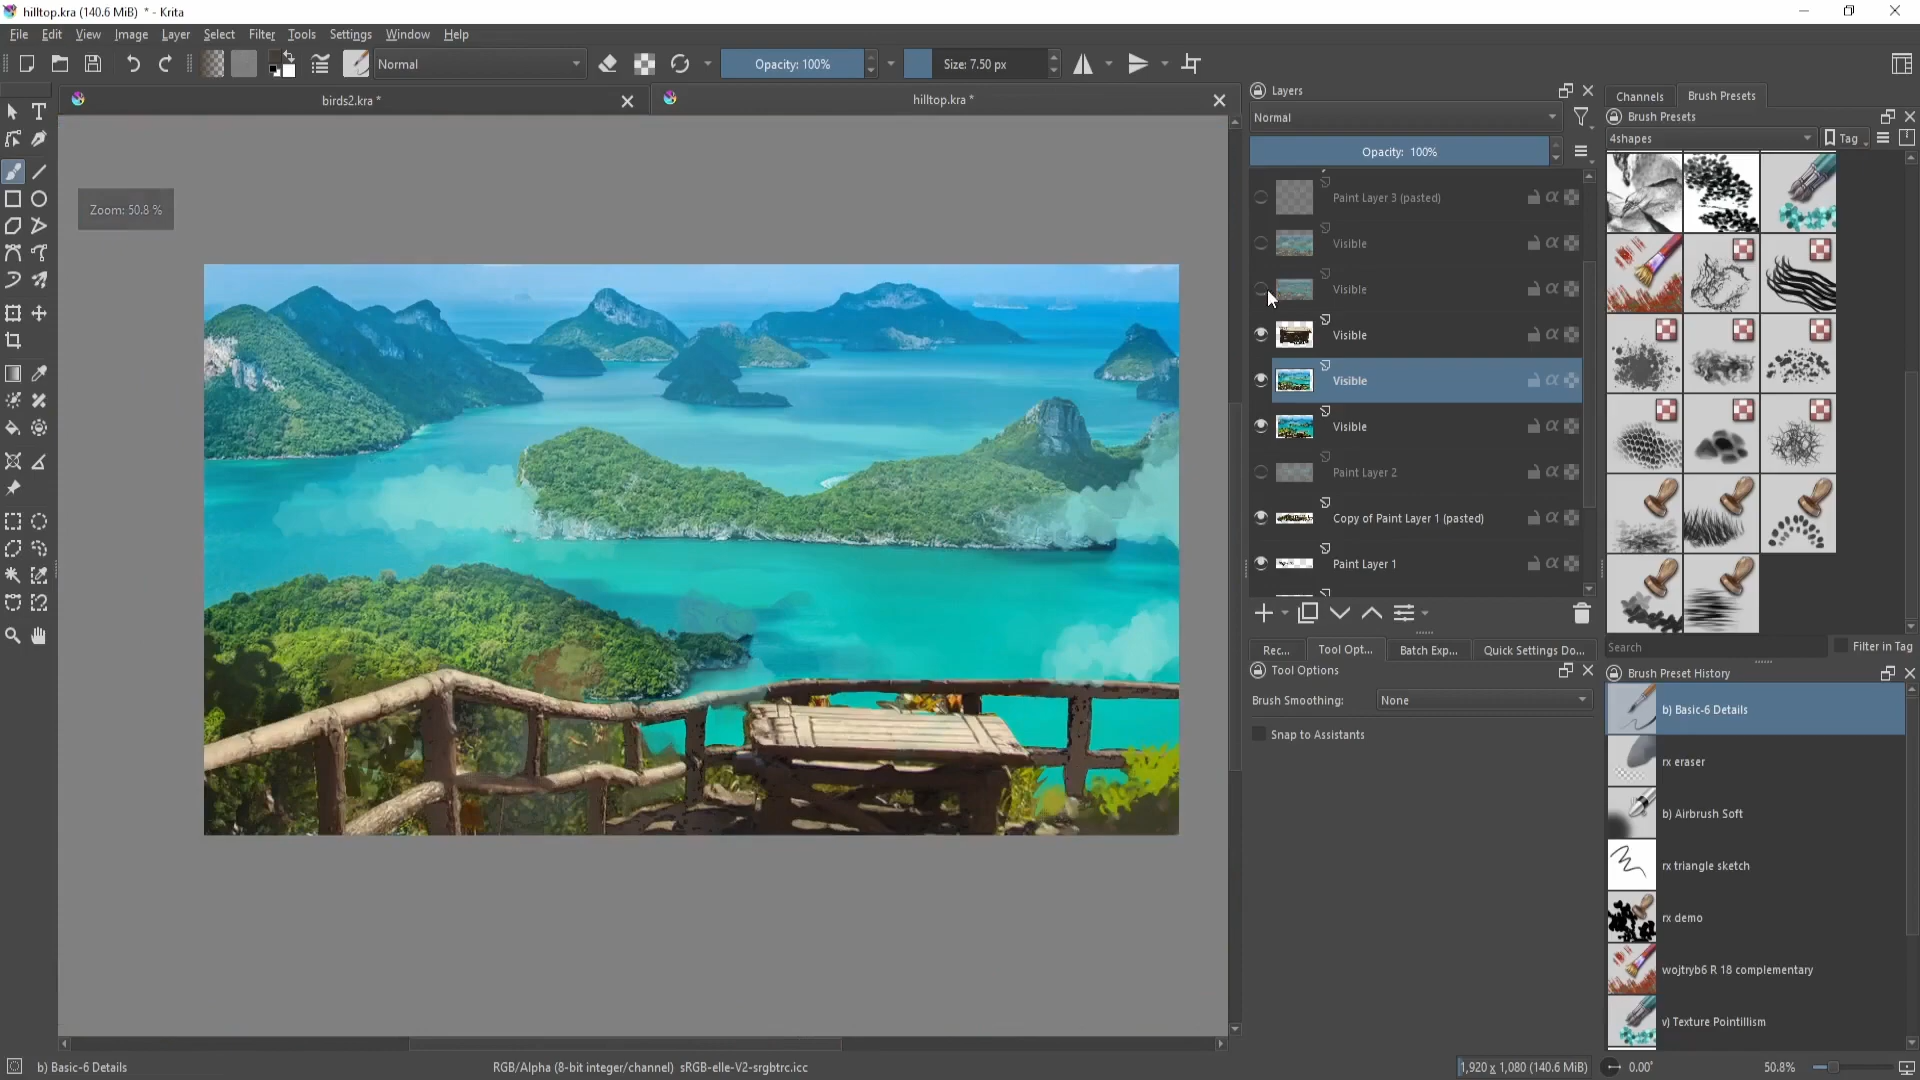 hilltop.kra (140.6 MiB) * - Krita
File Edit View Image Layer Select Filter Tools Settings Window Help
Normal
Opacity: 100%
Size: 7.50 px
birds2.kra *
hilltop.kra *
Zoom: 50.8 %
Layers
Normal
Opacity: 100%
Paint Layer 3 (pasted)
Visible
Visible
Visible
Visible
Visible
Paint Layer 2
Copy of Paint Layer 1 (pasted)
Paint Layer 1
Rec... Tool Opt... Batch Exp... Quick Settings Do...
Tool Options
Brush Smoothing: None
Snap to Assistants
Channels Brush Presets
Brush Presets
4shapes Tag
Search Filter in Tag
Brush Preset History
b) Basic-6 Details
rx eraser
b) Airbrush Soft
rx triangle sketch
rx demo
wojtryb6 R 18 complementary
v) Texture Pointillism
b) Basic-6 Details
RGB/Alpha (8-bit integer/channel) sRGB-elle-V2-srgbtrc.icc
1,920 x 1,080 (140.6 MiB)
0.00°
50.8%